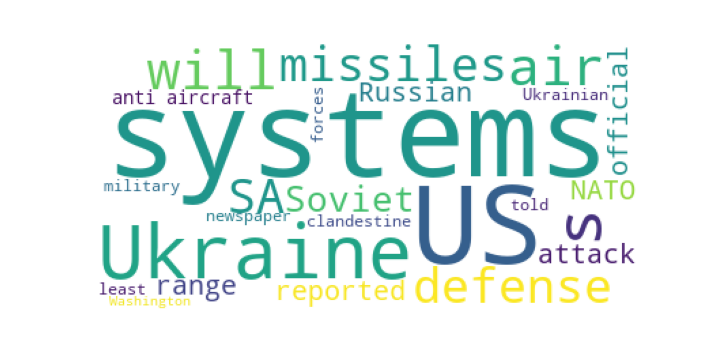 will missiles air official
anti aircraft forces Russian Ukrainian
systems
military SA Soviet US told NATO
newspaper clandestine s
Ukraine attack
least range reported defense
Washington